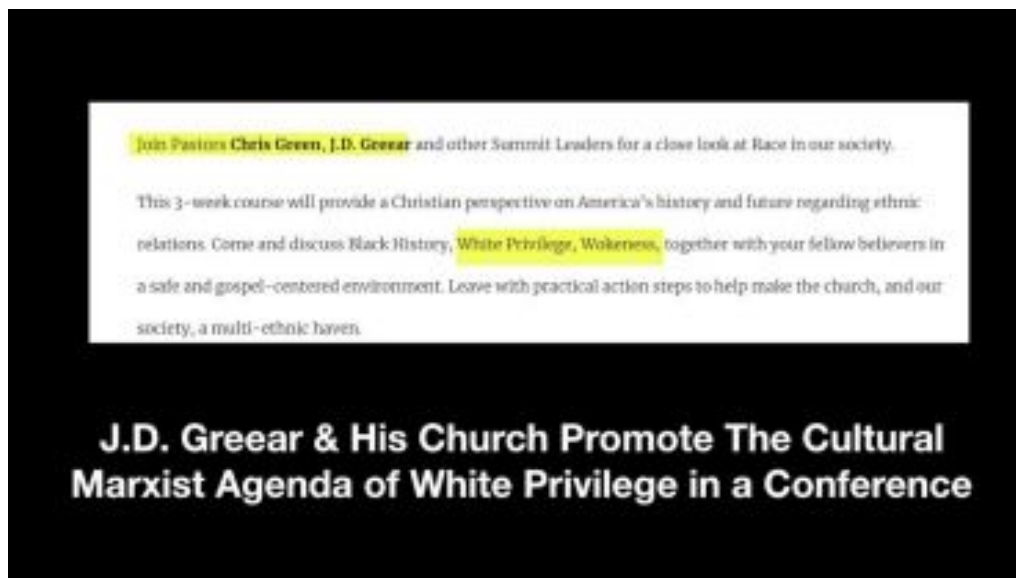 Join Pastors Chris Green, J.D. Greear and other Summit Leaders for a close look at Race in our society.
This 3-week course will provide a Christian perspective on America's history and future regarding ethnic
relations. Come and discuss Black History, White Privilege, Wokeness, together with your fellow believers in
a safe and gospel-centered environment. Leave with practical action steps to help make the church, and our
society, a multi-ethnic haven.
J.D. Greear & His Church Promote The Cultural
Marxist Agenda of White Privilege in a Conference